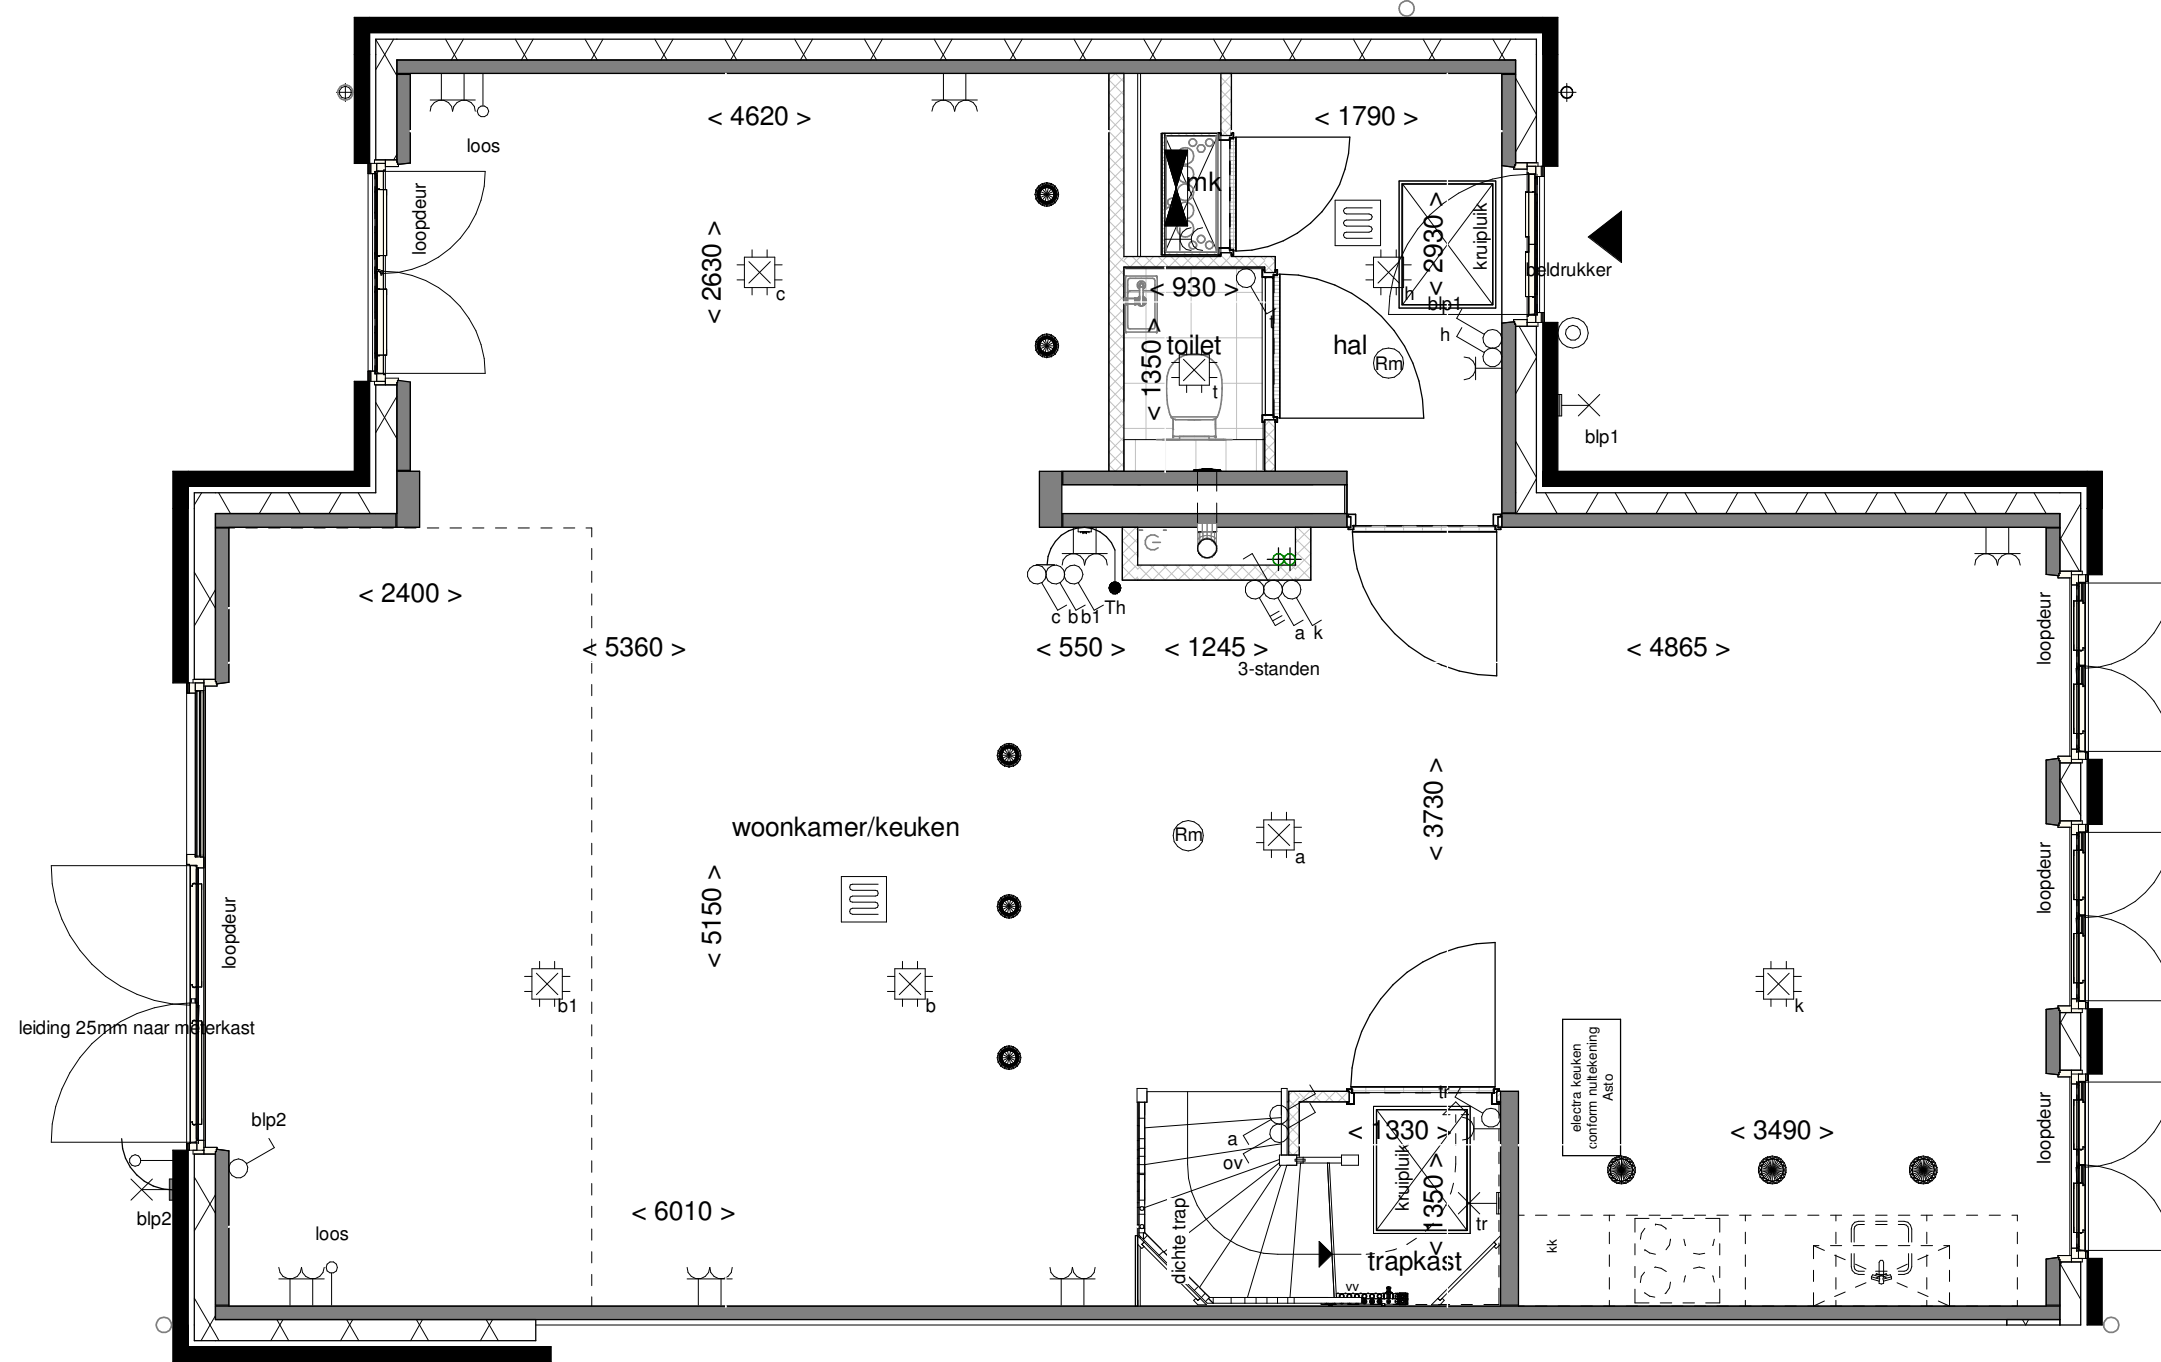 < 4620 >
< 1790 >
loos
loopdeur
mk
< 2630 >
c
< 2930 >
kruipluik
beldrukker
h
blp1
h
< 930 >
t
toilet
< 1350 >
t
hal
Rm
blp1
< 2400 >
c b b1 Th
a k
< 5360 >
< 550 >
< 1245 >
3-standen
< 4865 >
loopdeur
woonkamer/keuken
Rm
a
< 3730 >
loopdeur
< 5150 >
loopdeur
b1
b
k
leiding 25mm naar meterkast
electra keuken
conform nultekening
Asto
blp2
blp2
a
ov
tr
< 1330 >
kruipluik
< 1350 >
tr
< 3490 >
loopdeur
< 6010 >
loos
dichte trap
trapkast
vv
kk